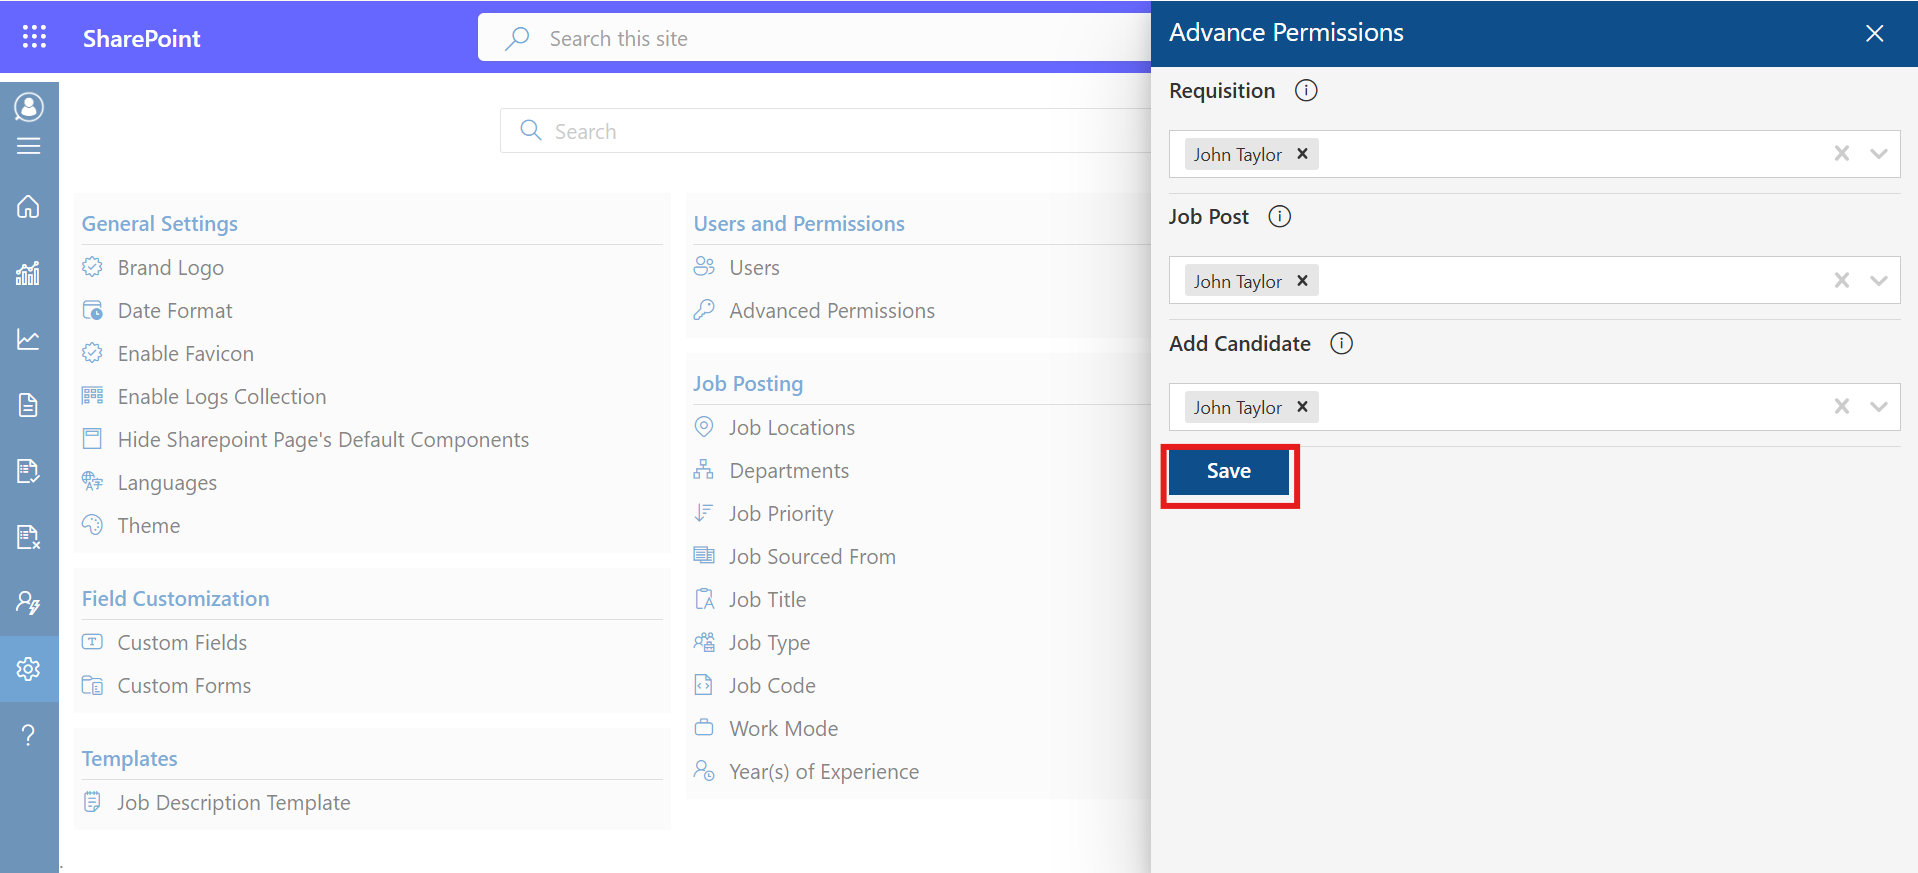 SharePoint
Search this site
Search
General Settings
Brand Logo
Date Format
Enable Favicon
Enable Logs Collection
Hide Sharepoint Page's Default Components
Languages
Theme
Field Customization
Custom Fields
Custom Forms
Templates
Job Description Template
Users and Permissions
Users
Advanced Permissions
Job Posting
Job Locations
Departments
Job Priority
Job Sourced From
Job Title
Job Type
Job Code
Work Mode
Year(s) of Experience
Advance Permissions
Requisition
John Taylor
Job Post
John Taylor
Add Candidate
John Taylor
Save